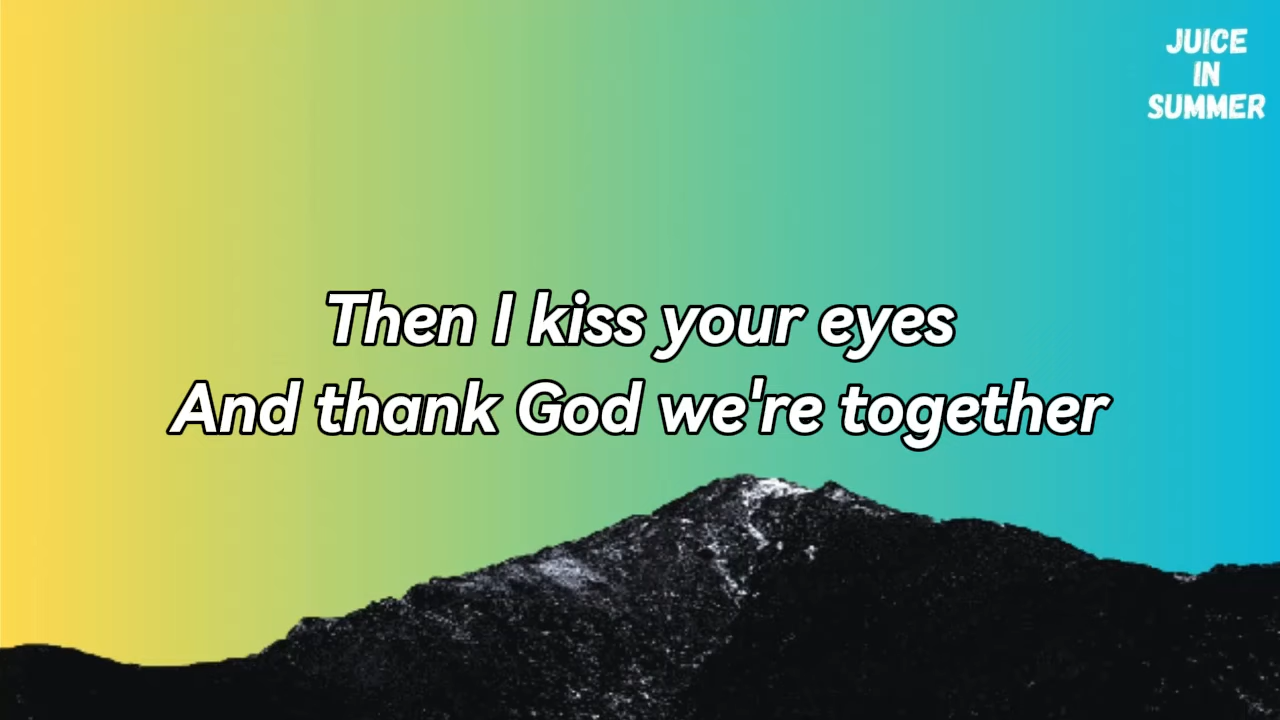 JUICE
IN
SUMMER
Then I kiss your eyes
And thank God we're together